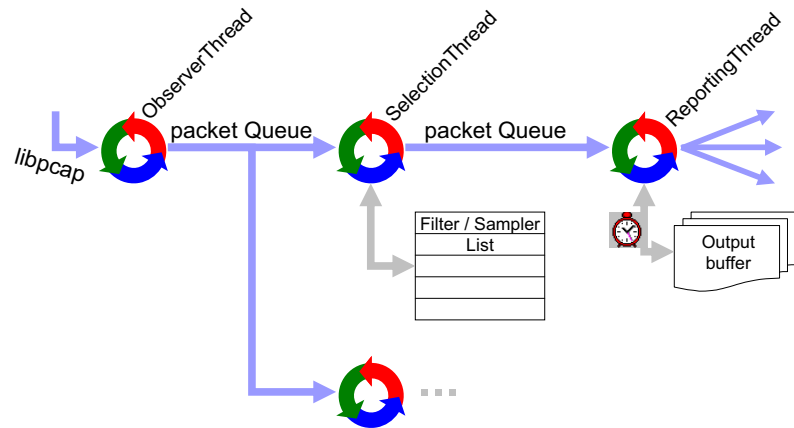 ObserverThread
SelectionThread
ReportingThread
libpcap
packet Queue
packet Queue
Filter / Sampler
List
Output
buffer